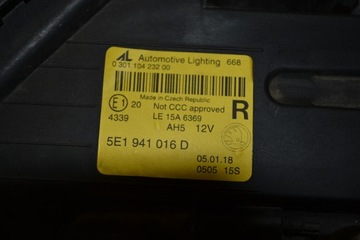 AL Automotive Lighting 668
0 301 104 232 00
Made in Czech Republic
E1 20 Not CCC approved R
4339 LE 15A 6369
AH5 12V
5E1 941 016 D
05.01.18
0505 15S